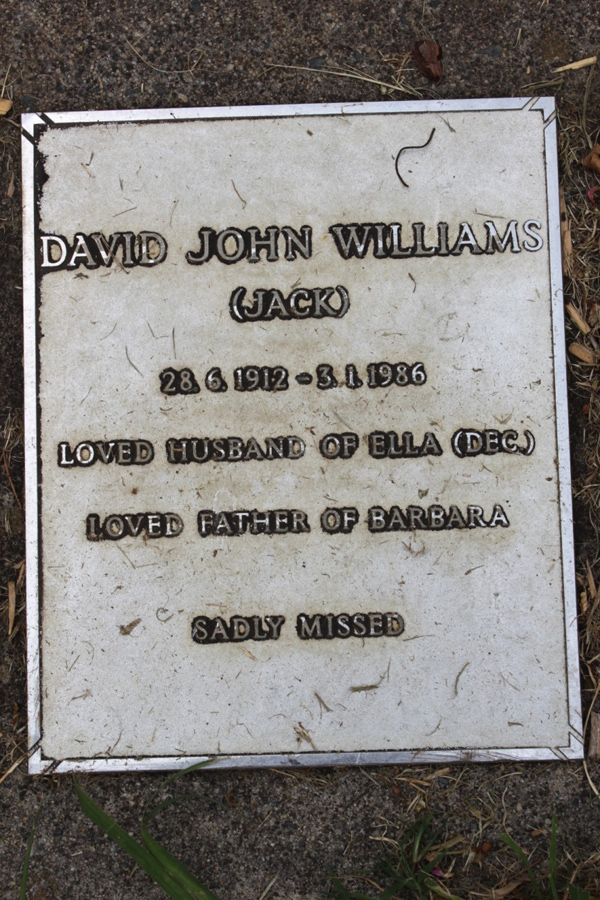 DAVID JOHN WILLIAMS
(JACK)
28. 6. 1912 - 3. 1. 1986
LOVED HUSBAND OF ELLA (DEC.)
LOVED FATHER OF BARBARA
SADLY MISSED